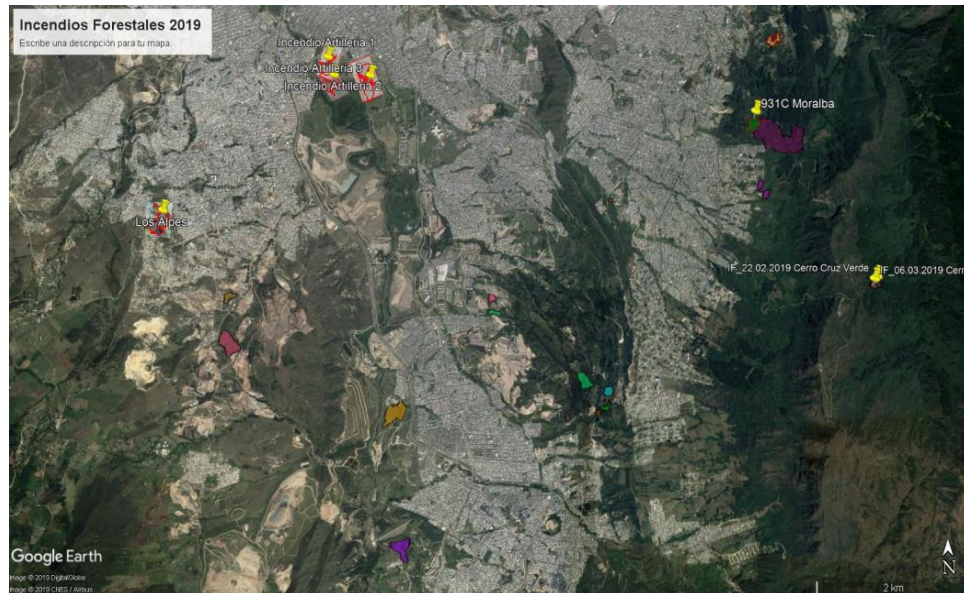 Incendios Forestales 2019
Escribe una descripción para tu mapa.
Incendio Artilleria 1
Incendio Artilleria 3
Incendio Artilleria 2
931C Moralba
Los Alpes
IF_22.02.2019 Cerro Cruz Verde
IF_06.03.2019 Cerr
Google Earth
Image © 2019 DigitalGlobe
Image © 2019 CNES / Airbus
N
2 km